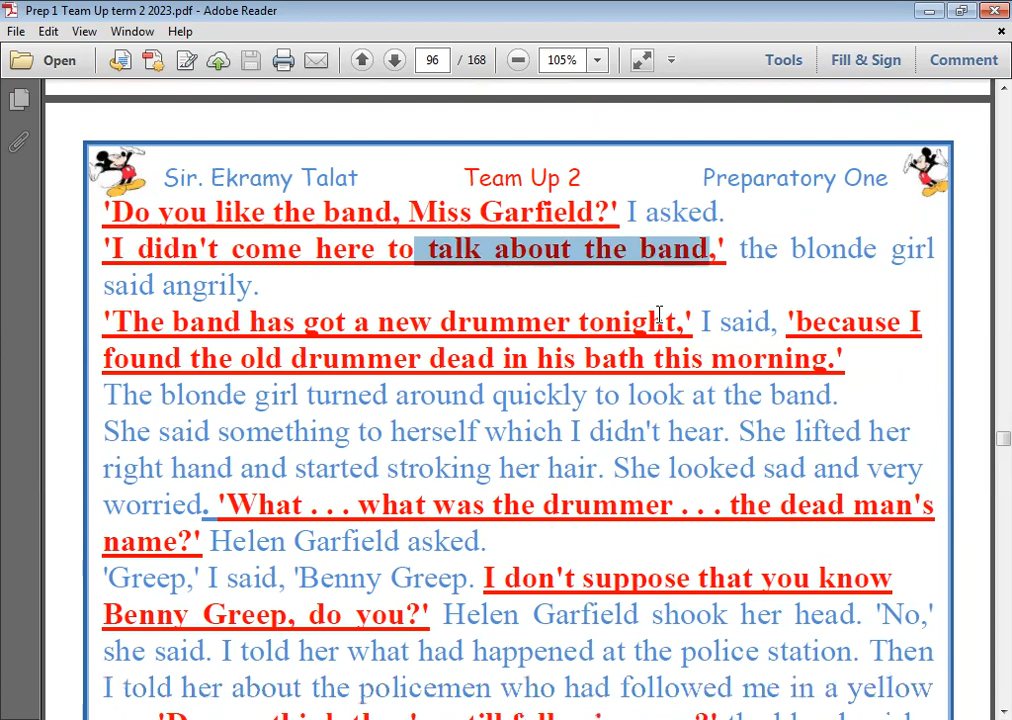 Prep 1 Team Up term 2 2023.pdf - Adobe Reader
File Edit View Window Help
Open 96 / 168 105% Tools Fill & Sign Comment
Sir. Ekramy Talat Team Up 2 Preparatory One
'Do you like the band, Miss Garfield?' I asked.
'I didn't come here to talk about the band,' the blonde girl
said angrily.
'The band has got a new drummer tonight,' I said, 'because I
found the old drummer dead in his bath this morning.'
The blonde girl turned around quickly to look at the band.
She said something to herself which I didn't hear. She lifted her
right hand and started stroking her hair. She looked sad and very
worried. 'What . . . what was the drummer . . . the dead man's
name?' Helen Garfield asked.
'Greep,' I said, 'Benny Greep. I don't suppose that you know
Benny Greep, do you?' Helen Garfield shook her head. 'No,'
she said. I told her what had happened at the police station. Then
I told her about the policemen who had followed me in a yellow